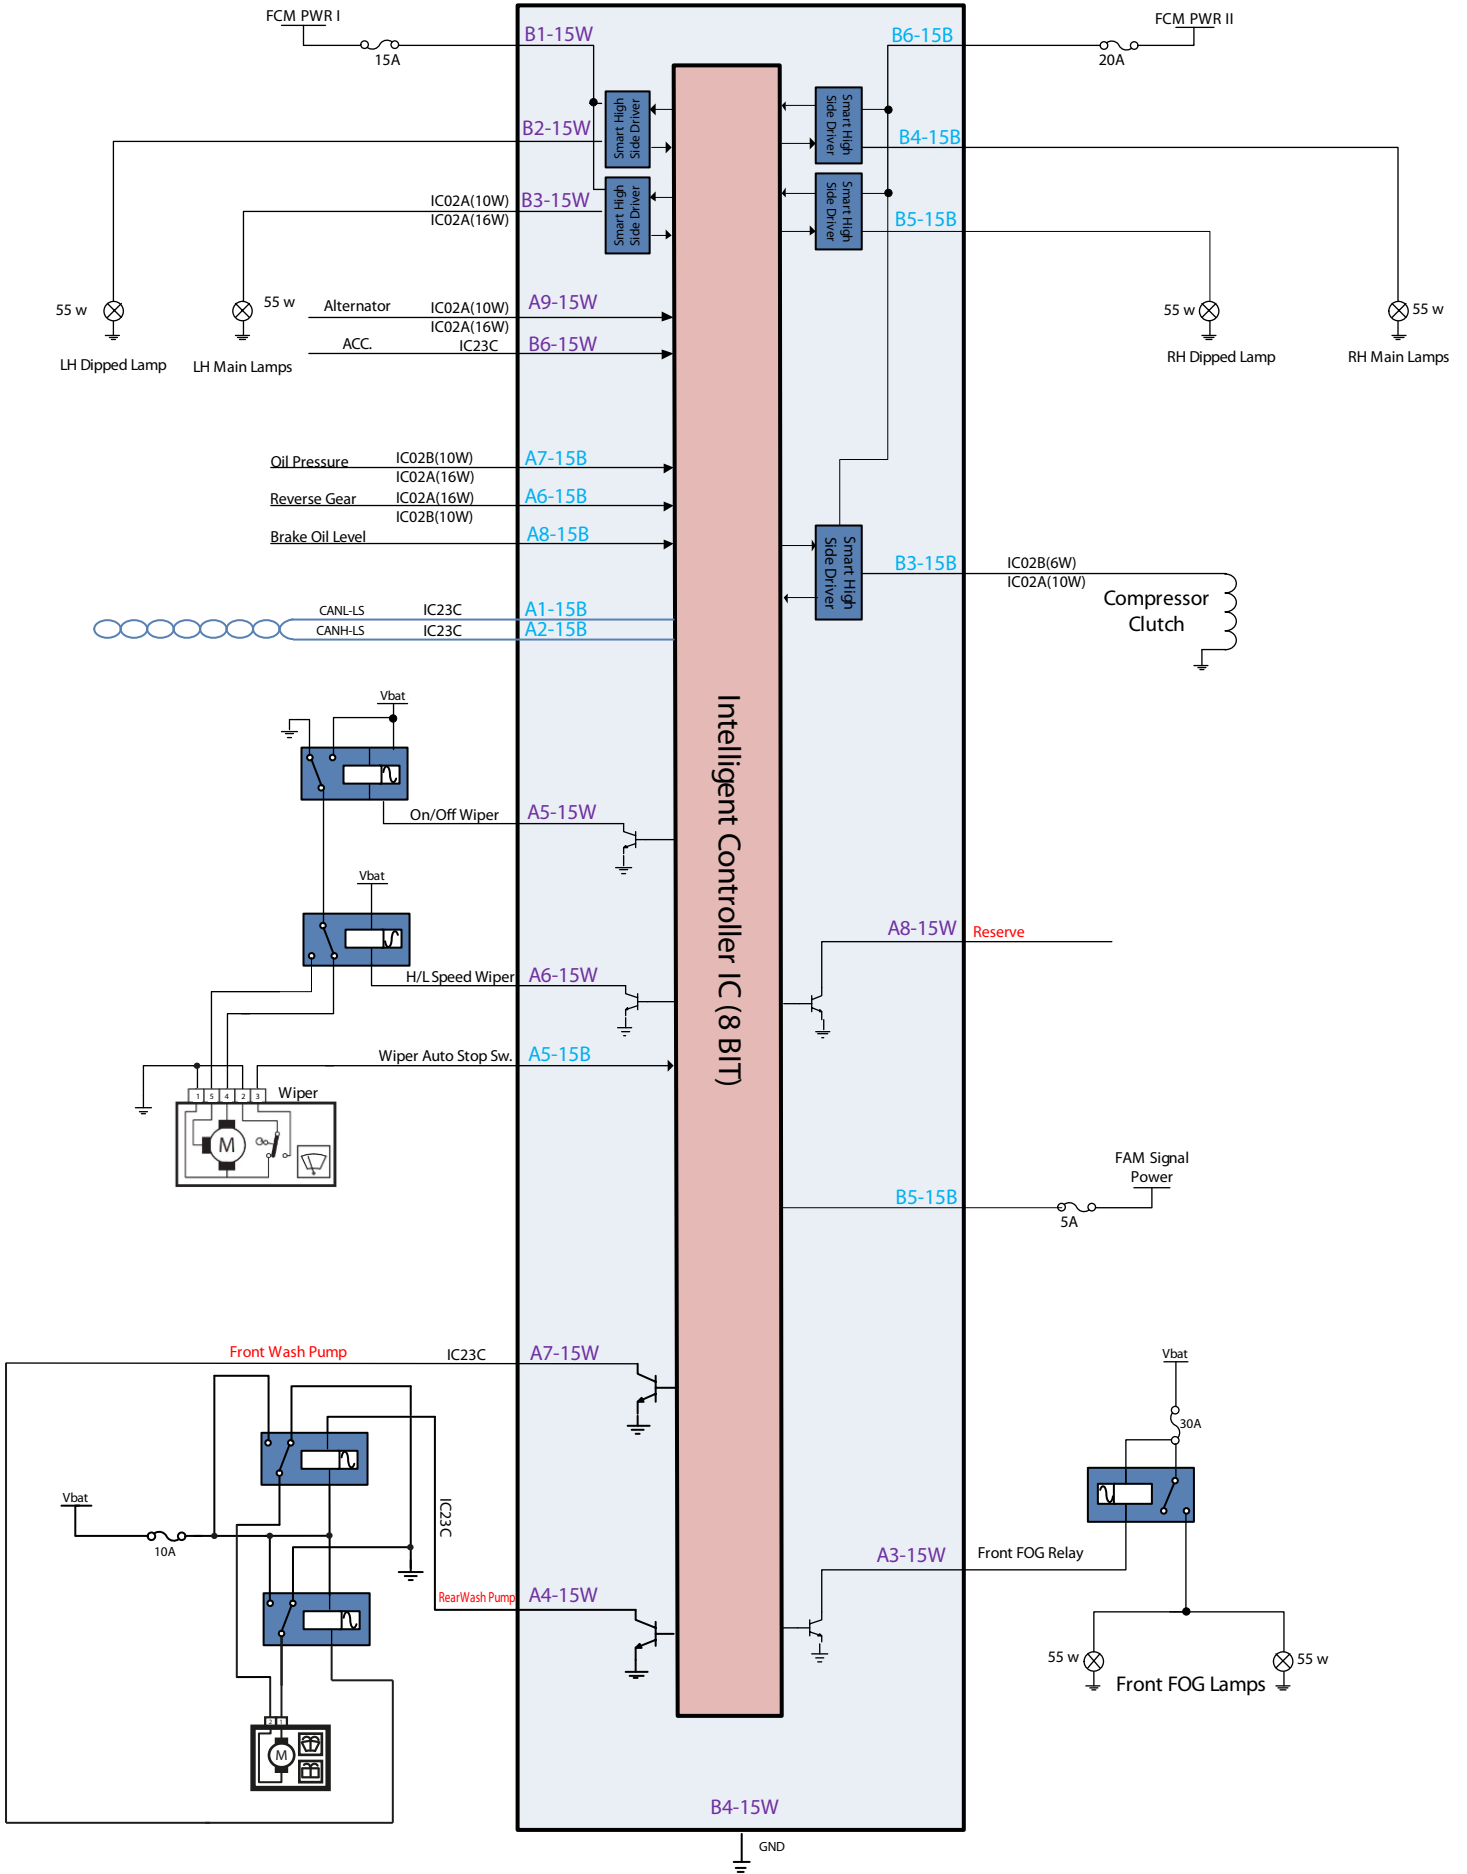 FCM PWR I
15A
B1-15W
B6-15B
FCM PWR II
20A
Smart High
Side Driver
Smart High
Side Driver
B2-15W
B4-15B
Smart High
Side Driver
Smart High
Side Driver
IC02A(10W)
IC02A(16W)
B3-15W
B5-15B
55 w
LH Dipped Lamp
55 w
LH Main Lamps
Alternator
IC02A(10W)
IC02A(16W)
A9-15W
ACC.
IC23C
B6-15W
55 w
RH Dipped Lamp
55 w
RH Main Lamps
Oil Pressure
IC02B(10W)
IC02A(16W)
A7-15B
Reverse Gear
IC02A(16W)
IC02B(10W)
A6-15B
Brake Oil Level
A8-15B
Smart High
Side Driver
B3-15B
IC02B(6W)
IC02A(10W)
Compressor
Clutch
CANL-LS
IC23C
A1-15B
CANH-LS
IC23C
A2-15B
Intelligent Controller IC (8 BIT)
Vbat
On/Off Wiper
A5-15W
Vbat
H/L Speed Wiper
A6-15W
A8-15W
Reserve
Wiper Auto Stop Sw.
A5-15B
1 5 4 2 3
Wiper
M
FAM Signal
Power
B5-15B
5A
Front Wash Pump
IC23C
A7-15W
Vbat
30A
IC23C
Vbat
10A
RearWash Pump
A4-15W
A3-15W
Front FOG Relay
55 w
55 w
Front FOG Lamps
2 1
M
B4-15W
GND